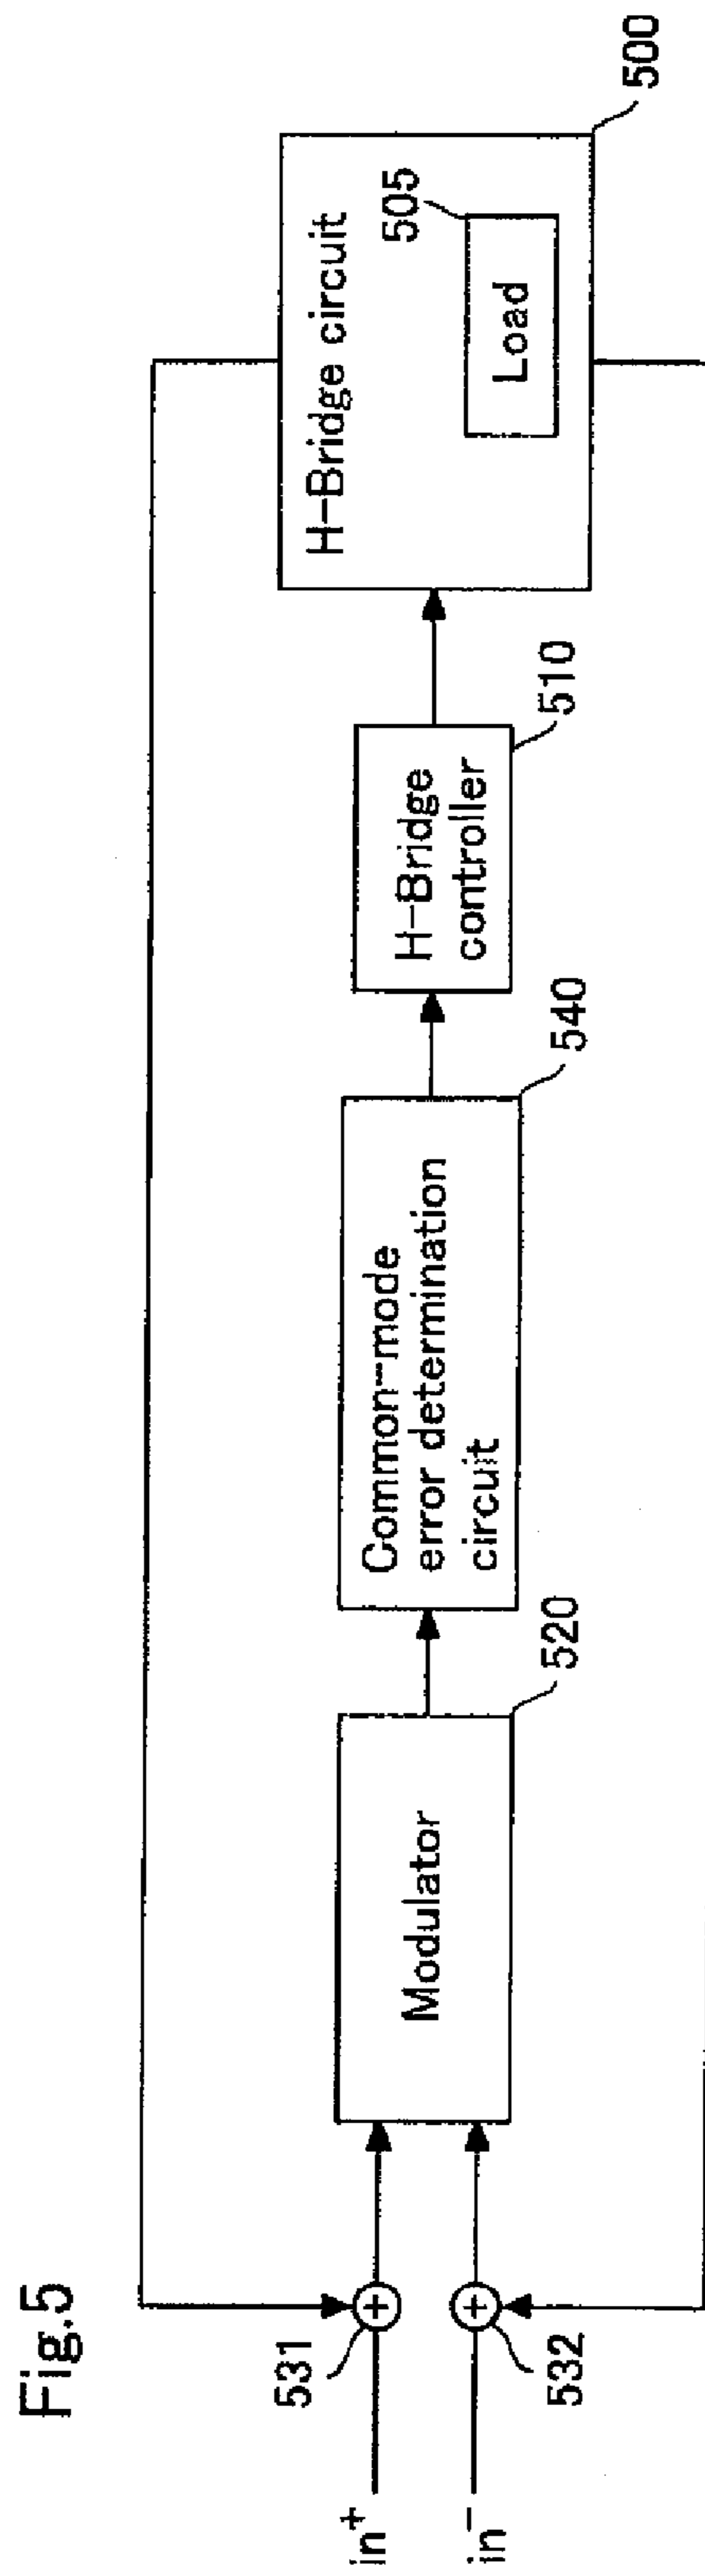 Fig.5
in+
in−
531
532
Modulator
520
Common-mode
error determination
circuit
540
H-Bridge
controller
510
H-Bridge circuit
Load
505
500